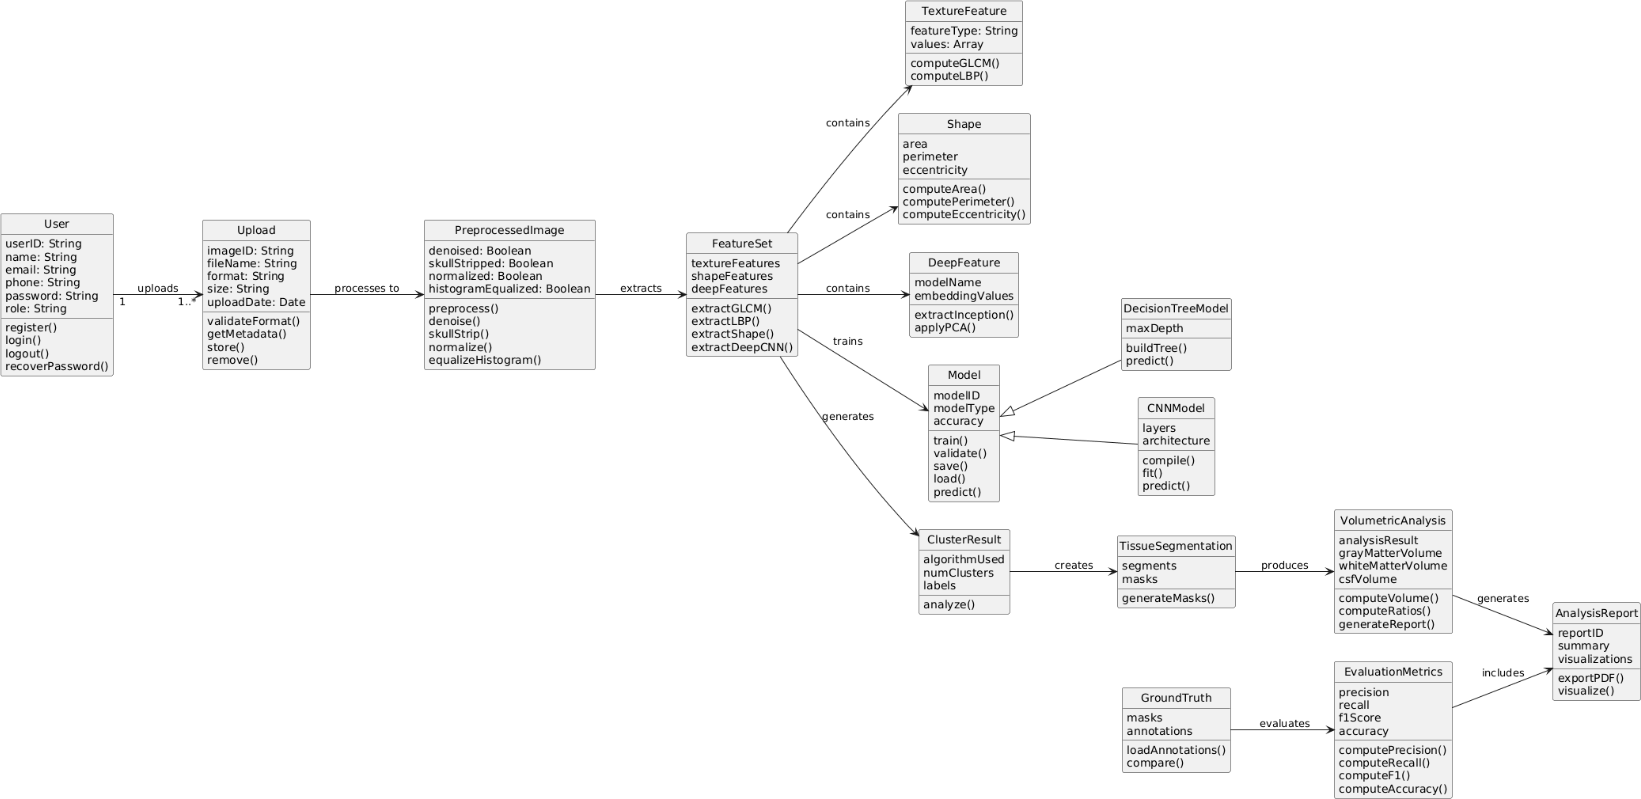 User
userID: String
name: String
email: String
phone: String
password: String
role: String
register()
login()
logout()
recoverPassword()
uploads
1
1..*
Upload
imageID: String
fileName: String
format: String
size: String
uploadDate: Date
validateFormat()
getMetadata()
store()
remove()
processes to
PreprocessedImage
denoised: Boolean
skullStripped: Boolean
normalized: Boolean
histogramEqualized: Boolean
preprocess()
denoise()
skullStrip()
normalize()
equalizeHistogram()
extracts
FeatureSet
textureFeatures
shapeFeatures
deepFeatures
extractGLCM()
extractLBP()
extractShape()
extractDeepCNN()
contains
contains
contains
trains
generates
TextureFeature
featureType: String
values: Array
computeGLCM()
computeLBP()
Shape
area
perimeter
eccentricity
computeArea()
computePerimeter()
computeEccentricity()
DeepFeature
modelName
embeddingValues
extractInception()
applyPCA()
Model
modelID
modelType
accuracy
train()
validate()
save()
load()
predict()
DecisionTreeModel
maxDepth
buildTree()
predict()
CNNModel
layers
architecture
compile()
fit()
predict()
ClusterResult
algorithmUsed
numClusters
labels
analyze()
creates
TissueSegmentation
segments
masks
generateMasks()
produces
VolumetricAnalysis
analysisResult
grayMatterVolume
whiteMatterVolume
csfVolume
computeVolume()
computeRatios()
generateReport()
generates
GroundTruth
masks
annotations
loadAnnotations()
compare()
evaluates
EvaluationMetrics
precision
recall
f1Score
accuracy
computePrecision()
computeRecall()
computeF1()
computeAccuracy()
includes
AnalysisReport
reportID
summary
visualizations
exportPDF()
visualize()